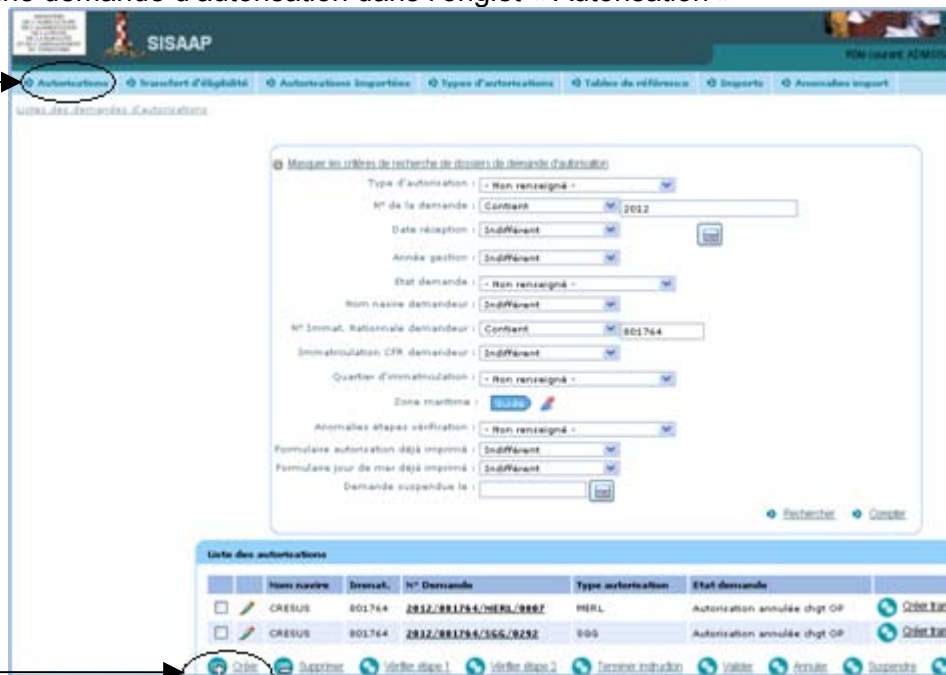 une demande d'autorisation dans l'onglet « Autorisation »
SISAAP
Autorisations Transfert d'éligibilité Autorisations Importées Types d'autorisations Tables de référence Imports Anomalies import
Listes des demandes d'autorisations
Masquer les critères de recherche de dossiers de demande d'autorisation
Type d'autorisation : - Non renseigné -
N° de la demande : Contient 2012
Date réception : Indifférent
Année gestion : Indifférent
Etat demande : - Non renseigné -
Nom navire demandeur : Indifférent
N° Immat. Nationale demandeur : Contient 801764
Immatriculation CFR demandeur : Indifférent
Quartier d'immatriculation : - Non renseigné -
Zone maritime :
Anomalies étapes vérification : - Non renseigné -
Formulaire autorisation déjà imprimé : Indifférent
Formulaire jour de mer déjà imprimé : Indifférent
Demande suspendue le :
Rechercher Compter
Liste des autorisations
Nom navire Immat. N° Demande Type autorisation Etat demande
CRESUS 801764 2012/801764/MERL/0007 MERL Autorisation annulée chgt OP Créer tran
CRESUS 801764 2012/801764/SGG/0292 SGG Autorisation annulée chgt OP Créer tran
Créer Supprimer Vérifier étape 1 Vérifier étape 2 Terminer instruction Valider Annuler Suspendre